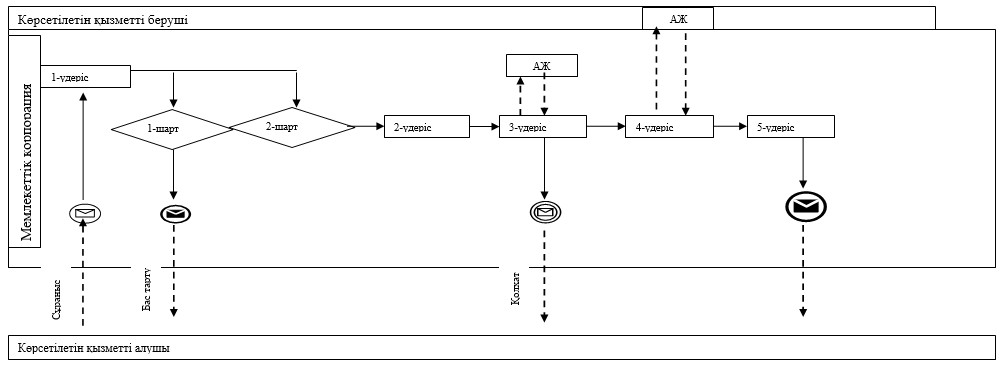 Көрсетілетін қызметті беруші
АЖ
Мемлекеттік корпорация
1-үдеріс
АЖ
1-шарт
2-шарт
2-үдеріс
3-үдеріс
4-үдеріс
5-үдеріс
Сұраныс
Бас тарту
Қолхат
Көрсетілетін қызметті алушы